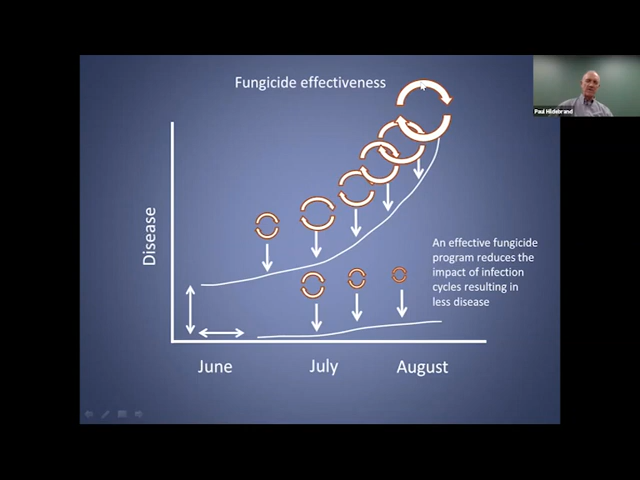 Fungicide effectiveness
Paul Hildebrand
Disease
An effective fungicide
program reduces the
impact of infection
cycles resulting in
less disease
June
July
August